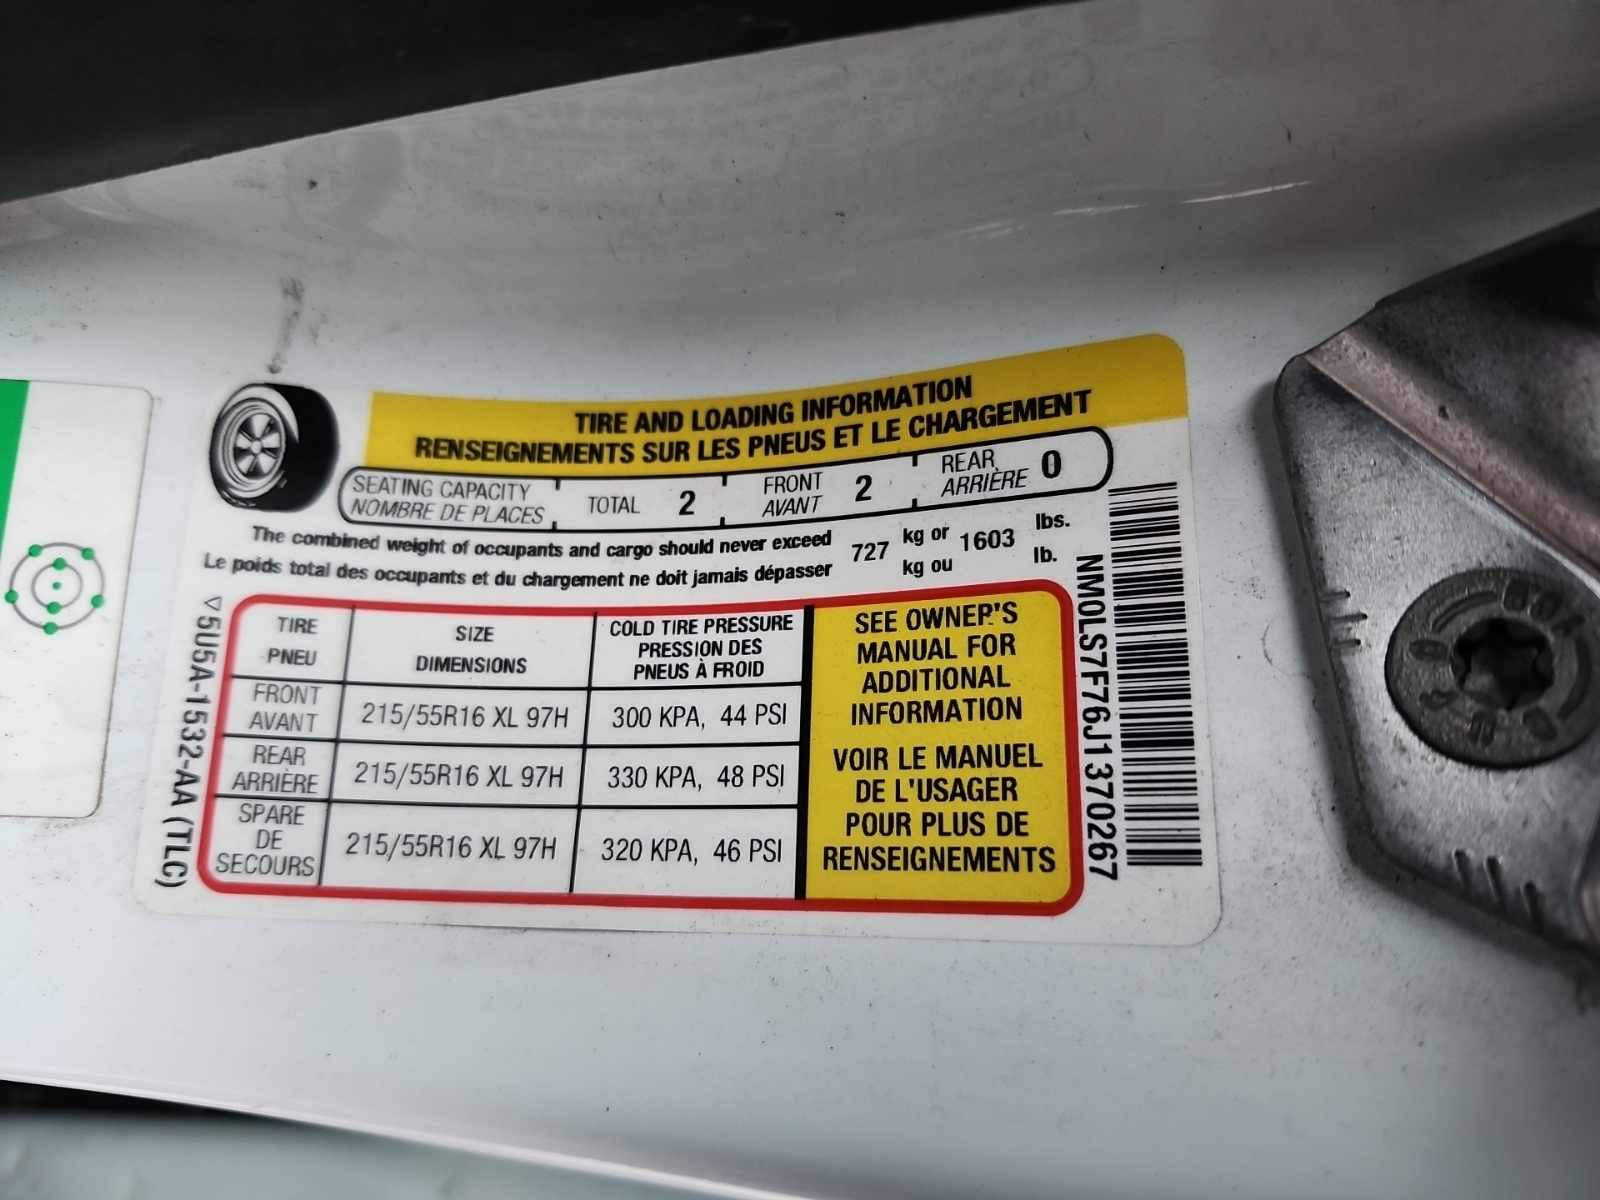 TIRE AND LOADING INFORMATION
RENSEIGNEMENTS SUR LES PNEUS ET LE CHARGEMENT
SEATING CAPACITY
NOMBRE DE PLACES
TOTAL 2
FRONT
AVANT
2
REAR
ARRIÈRE
0
The combined weight of occupants and cargo should never exceed
Le poids total des occupants et du chargement ne doit jamais dépasser
727
kg or
kg ou
1603
lbs.
lb.
TIRE
PNEU
SIZE
DIMENSIONS
COLD TIRE PRESSURE
PRESSION DES
PNEUS À FROID
FRONT
AVANT
215/55R16 XL 97H
300 KPA, 44 PSI
REAR
ARRIÈRE
215/55R16 XL 97H
330 KPA, 48 PSI
SPARE
DE
SECOURS
215/55R16 XL 97H
320 KPA, 46 PSI
SEE OWNER'S
MANUAL FOR
ADDITIONAL
INFORMATION
VOIR LE MANUEL
DE L'USAGER
POUR PLUS DE
RENSEIGNEMENTS
5U5A-1532-AA (TLC)
NM0LS7F76J1370267